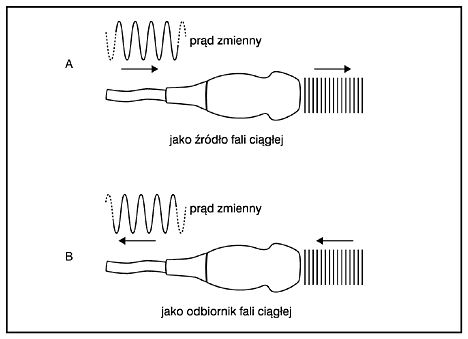 prąd zmienny
A
jako źródło fali ciągłej
prąd zmienny
B
jako odbiornik fali ciągłej